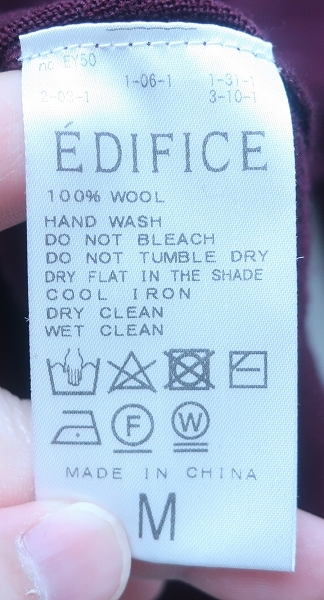 no EY50
1-06-1 1-31-1
2-03-1 3-10-1
ÉDIFICE
100% WOOL
HAND WASH
DO NOT BLEACH
DO NOT TUMBLE DRY
DRY FLAT IN THE SHADE
COOL IRON
DRY CLEAN
WET CLEAN
F W
MADE IN CHINA
M